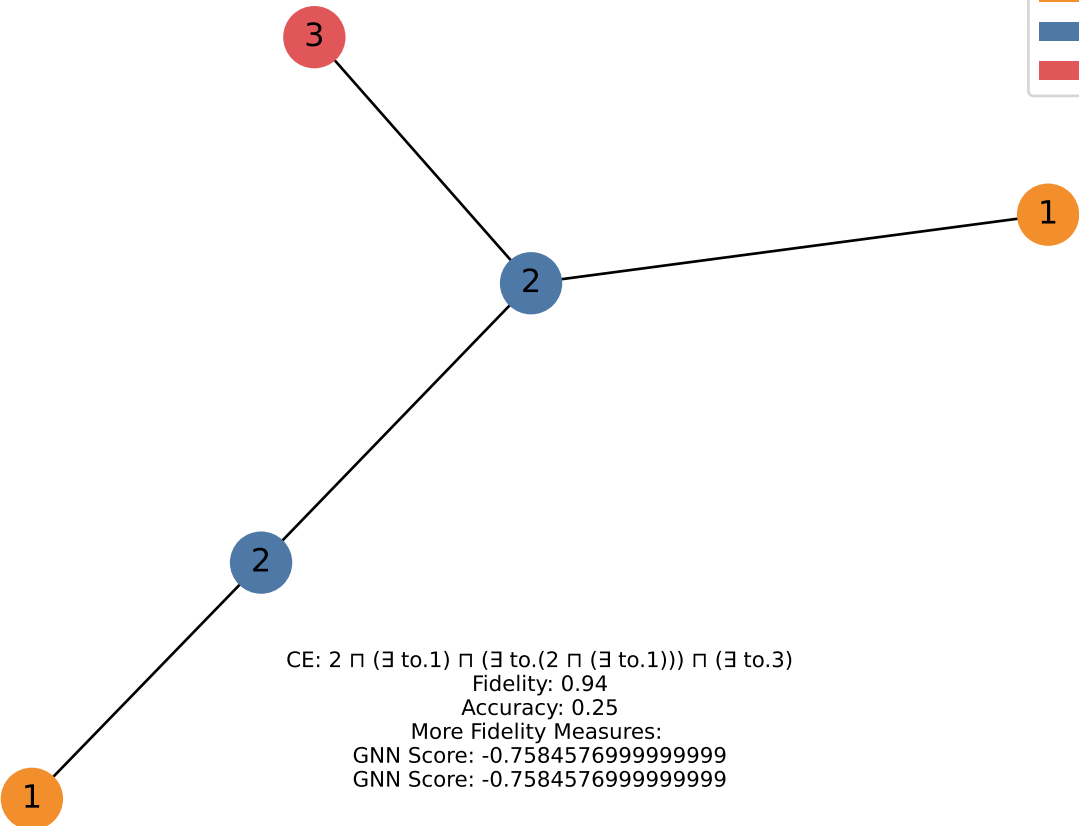 3
1
2
2
CE: 2 ⊓ (∃ to.1) ⊓ (∃ to.(2 ⊓ (∃ to.1))) ⊓ (∃ to.3)
Fidelity: 0.94
Accuracy: 0.25
More Fidelity Measures:
GNN Score: -0.7584576999999999
GNN Score: -0.7584576999999999
1